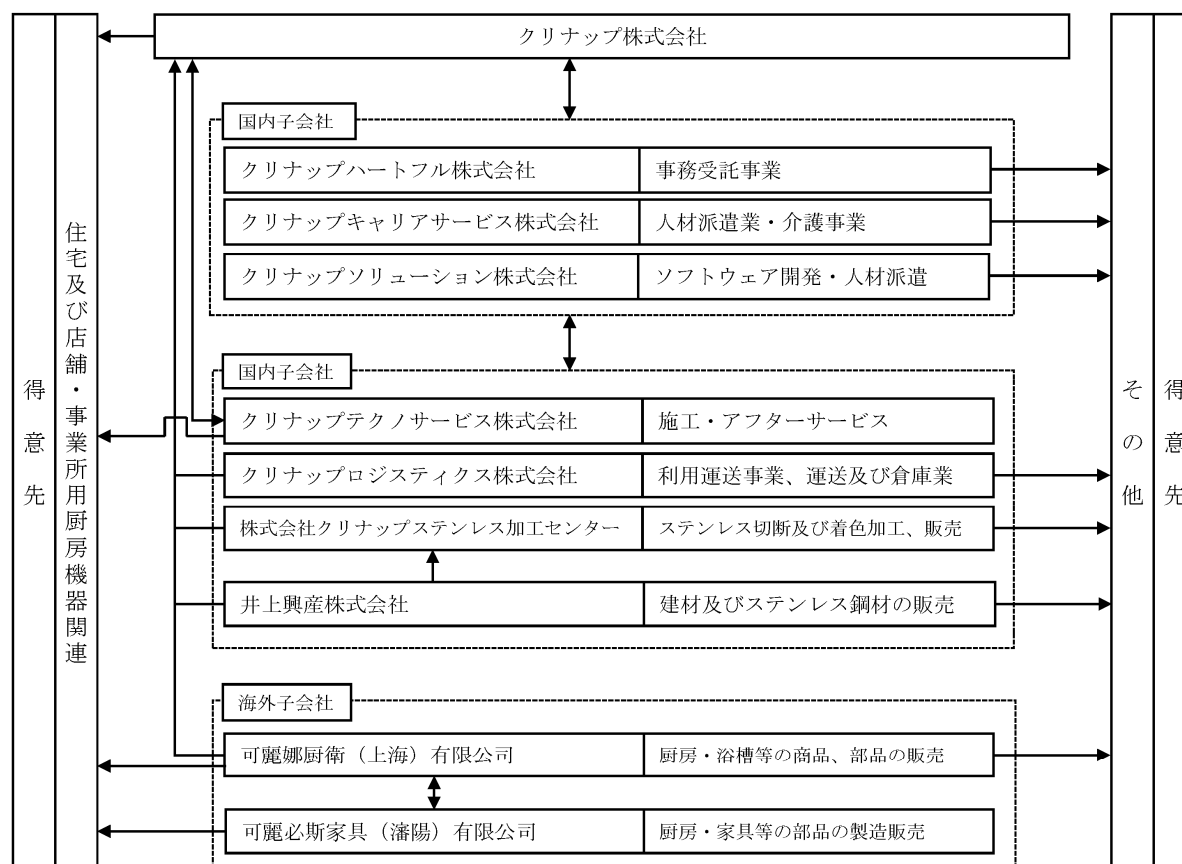 クリナップ株式会社
得意先
住宅及び店舗・事業所用厨房機器関連
国内子会社
クリナップハートフル株式会社 事務受託事業
クリナップキャリアサービス株式会社 人材派遣業・介護事業
クリナップソリューション株式会社 ソフトウェア開発・人材派遣
国内子会社
クリナップテクノサービス株式会社 施工・アフターサービス
クリナップロジスティクス株式会社 利用運送事業、運送及び倉庫業
株式会社クリナップステンレス加工センター ステンレス切断及び着色加工、販売
井上興産株式会社 建材及びステンレス鋼材の販売
海外子会社
可麗娜厨衛（上海）有限公司 厨房・浴槽等の商品、部品の販売
可麗必斯家具（瀋陽）有限公司 厨房・家具等の部品の製造販売
その他
得意先